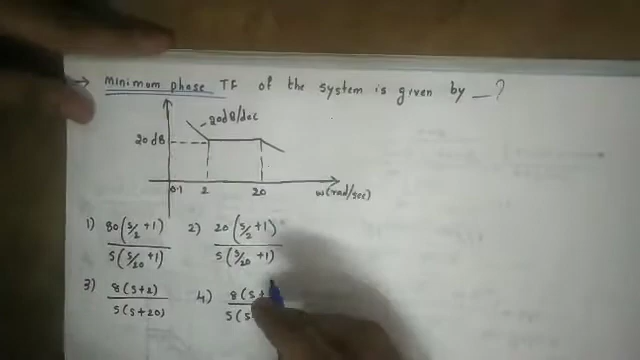 → Minimum phase TF of the system is given by — ?
-20dB/dec
20 dB
0.1 2 20 w(rad/sec)
1) 80(s/2 +1) 2) 20(s/2 +1)
s(s/20 +1) s(s/20 +1)
3) 8(s+2) 4) 8(s+
s(s+20) s(s